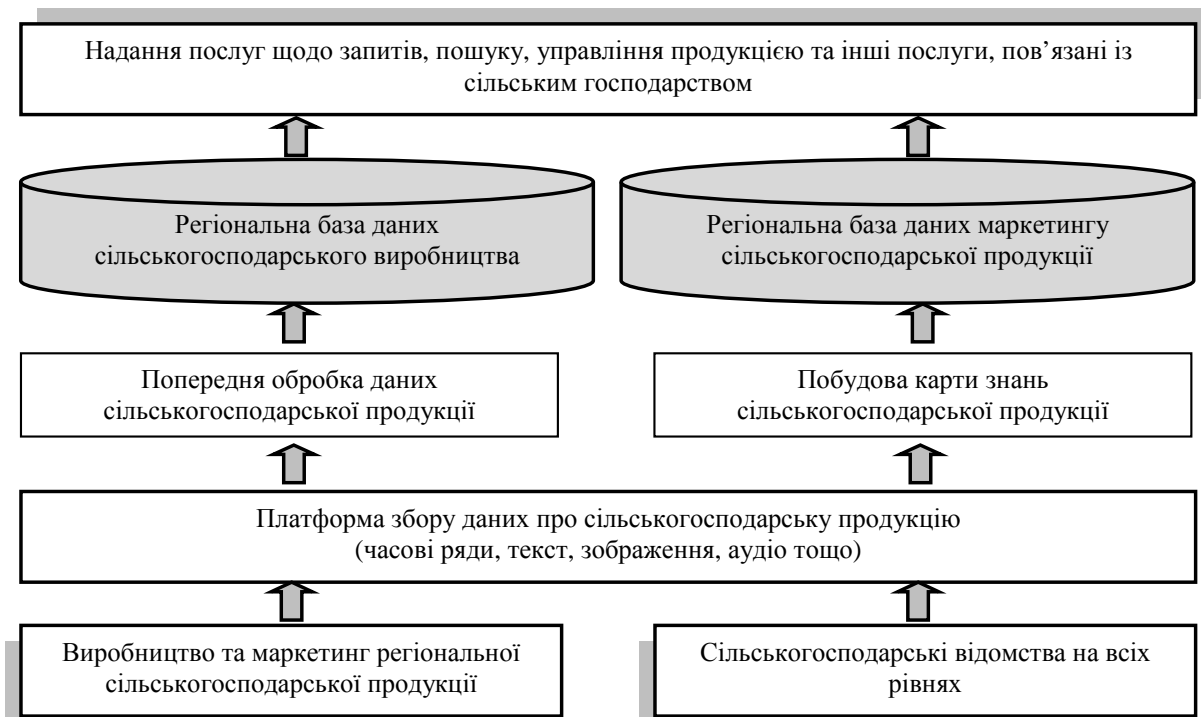 Надання послуг щодо запитів, пошуку, управління продукцією та інші послуги, пов’язані із
сільським господарством
Регіональна база даних
сільськогосподарського виробництва
Регіональна база даних маркетингу
сільськогосподарської продукції
Попередня обробка даних
сільськогосподарської продукції
Побудова карти знань
сільськогосподарської продукції
Платформа збору даних про сільськогосподарську продукцію
(часові ряди, текст, зображення, аудіо тощо)
Виробництво та маркетинг регіональної
сільськогосподарської продукції
Сільськогосподарські відомства на всіх
рівнях